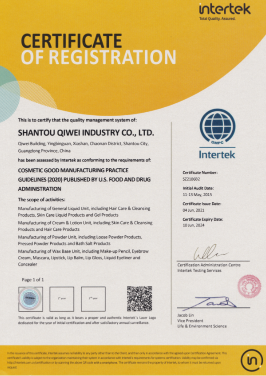 intertek
Total Quality. Assured.
CERTIFICATE
OF REGISTRATION
This is to certify that the quality management system of:
SHANTOU QIWEI INDUSTRY CO., LTD.
Qiwei Building, Yingbinguan, Xiashan, Chaonan District, Shantou City,
Guangdong Province, China
has been assessed by Intertek as conforming to the requirements of:
COSMETIC GOOD MANUFACTURING PRACTICE
GUIDELINES (2020) PUBLISHED BY U.S. FOOD AND DRUG
ADMINISTRATION
The scope of activities:
Manufacturing of General Liquid Unit, including Hair Care & Cleansing
Products, Skin Care Liquid Products and Gel Products
Manufacturing of Cream & Lotion Unit, including Skin Care & Cleansing
Products and Hair Care Products
Manufacturing of Powder Unit, including Loose Powder Products,
Pressed Powder Products and Bath Salt Products
Manufacturing of Wax Base Unit, including Make-up Pencil, Eyebrow
Cream, Mascara, Lipstick, Lip Balm, Lip Gloss, Liquid Eyeliner and
Concealer
Page 1 of 1
Intertek
Certificate Number:
Initial Audit Date:
Certificate Issue Date:
Certificate Expiry Date:
Certification Administration Centre
Intertek Testing Services
Vice President
Life & Environment Science
This certificate is valid as long as it bears a proper and authentic Intertek's Laser Logo
dedicated for the year of initial certification and other satisfactory annual surveillance.